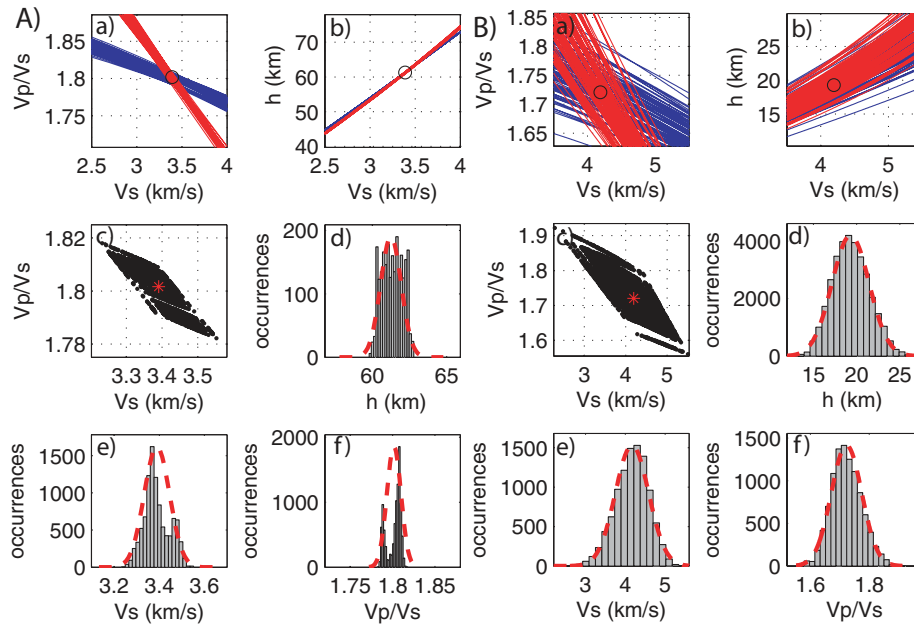 A)
a)
1.85
1.8
1.75
Vp/Vs
2.5
3
3.5
4
Vs (km/s)
b)
70
60
50
40
h (km)
2.5
3
3.5
4
Vs (km/s)
B)
a)
1.85
1.8
1.75
1.7
1.65
Vp/Vs
4
5
Vs (km/s)
b)
25
20
15
h (km)
4
5
Vs (km/s)
c)
1.82
1.8
1.78
Vp/Vs
3.3
3.4
3.5
Vs (km/s)
d)
200
100
0
occurrences
60
65
h (km)
c)
1.9
1.8
1.7
1.6
Vp/Vs
3
4
5
Vs (km/s)
d)
4000
2000
0
occurrences
15
20
25
h (km)
e)
1500
1000
500
0
occurrences
3.2
3.4
3.6
Vs (km/s)
f)
2000
1000
0
occurrences
1.75
1.80
1.85
Vp/Vs
e)
1500
1000
500
0
occurrences
3
4
5
Vs (km/s)
f)
1500
1000
500
0
occurrences
1.6
1.8
Vp/Vs